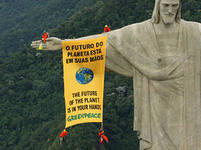 O FUTURO DO
PLANETA ESTÁ
EM SUAS MÃOS
THE FUTURE
OF THE PLANET
IS IN YOUR HANDS
GREENPEACE